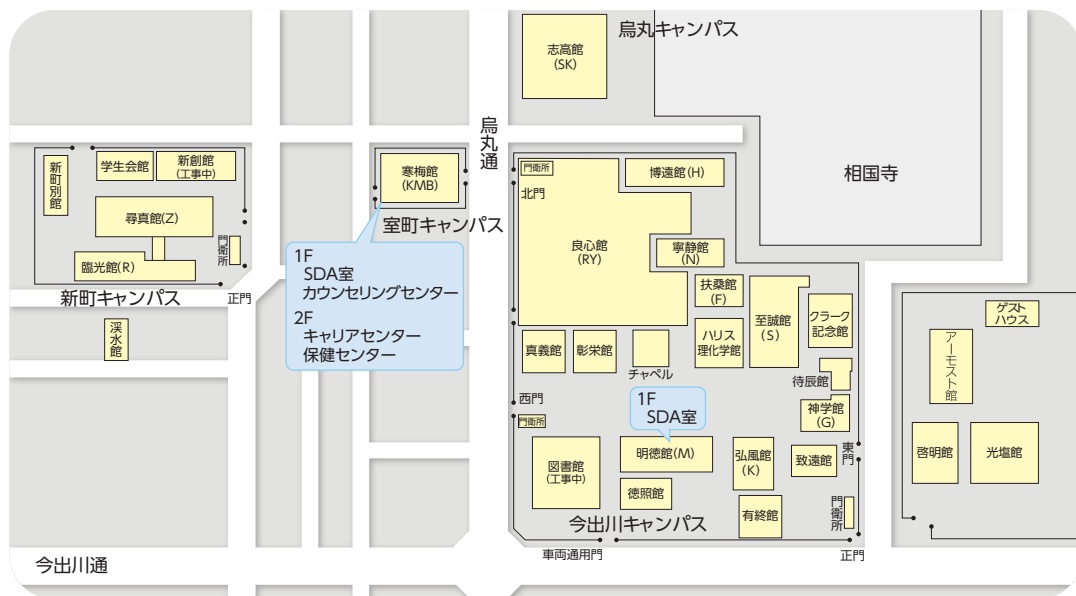 烏丸キャンパス
志高館
(SK)
烏丸通
相国寺
新町別館
学生会館
新創館
(工事中)
尋真館(Z)
門衛所
臨光館(R)
新町キャンパス
正門
渓水館
寒梅館
(KMB)
室町キャンパス
1F
SDA室
カウンセリングセンター
2F
キャリアセンター
保健センター
門衛所
北門
博遠館(H)
良心館
(RY)
寧静館
(N)
扶桑館
(F)
至誠館
(S)
クラーク
記念館
真義館
彰栄館
チャペル
ハリス
理化学館
待辰館
西門
門衛所
1F
SDA室
神学館
(G)
図書館
(工事中)
明徳館(M)
弘風館
(K)
致遠館
東門
徳照館
有終館
門衛所
今出川キャンパス
車両通用門
正門
ゲスト
ハウス
アーモスト館
啓明館
光塩館
今出川通